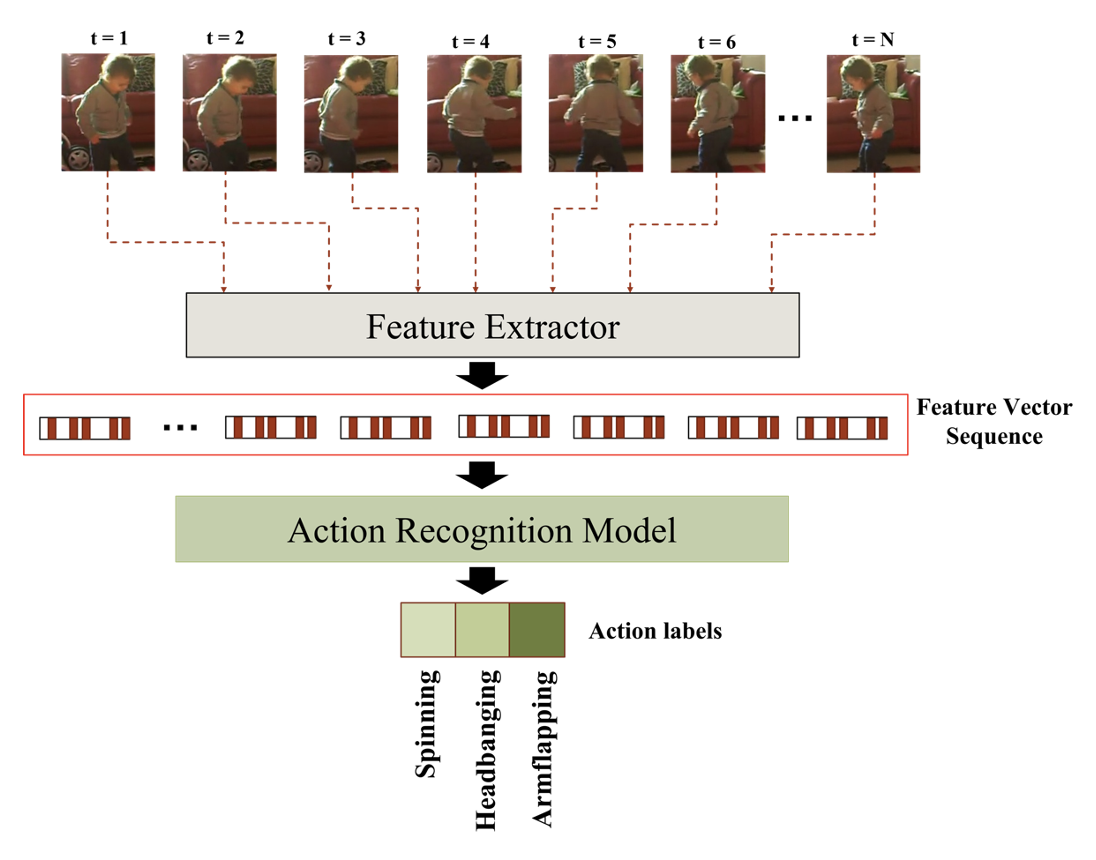 t = 1
t = 2
t = 3
t = 4
t = 5
t = 6
t = N
...
Feature Extractor
...
Feature Vector
Sequence
Action Recognition Model
Action labels
Spinning
Headbanging
Armflapping